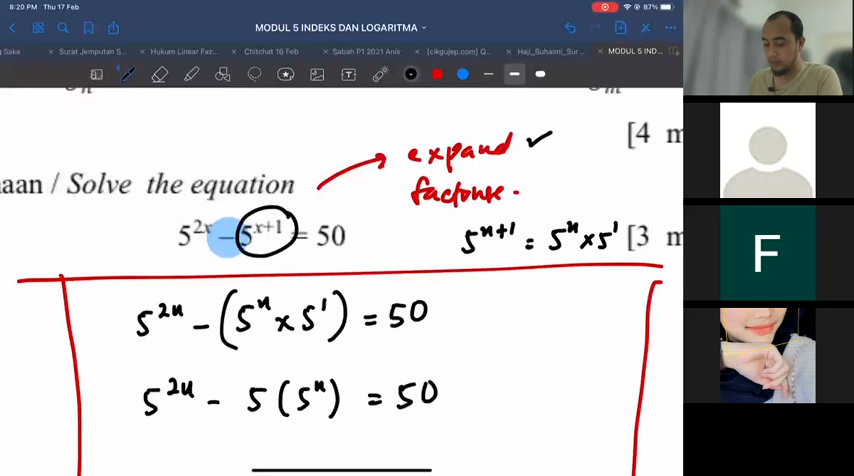 8:20 PM Thu 17 Feb
87%
MODUL 5 INDEKS DAN LOGARITMA
g Saka
Surat Jemputan S
Hukum Linear Faz...
Chitchat 16 Feb
Sabah P1 2021 Anis
[cikgujep.com] Q...
Haji_Suhaimi_Sur...
MODUL 5 IND...
expand ✓
[4 m
aan / Solve the equation
factorise.
5^{2x} – 5^{x+1} = 50
5^{x+1} = 5^x × 5^1
[3 m
F
5^{2x} - (5^x × 5^1) = 50
5^{2x} - 5 (5^x) = 50